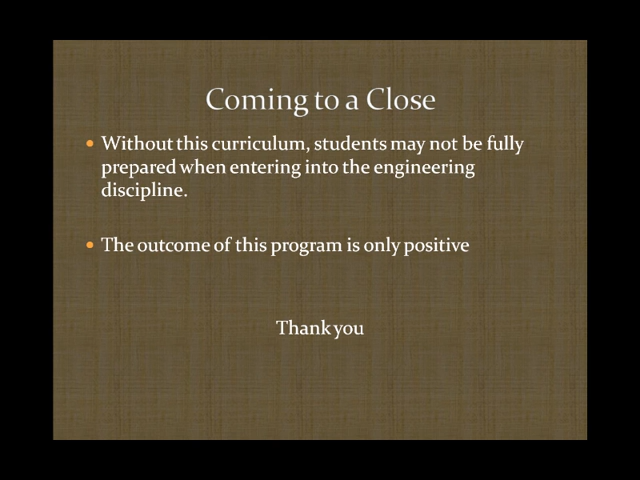 Coming to a Close
• Without this curriculum, students may not be fully
prepared when entering into the engineering
discipline.
• The outcome of this program is only positive
Thank you